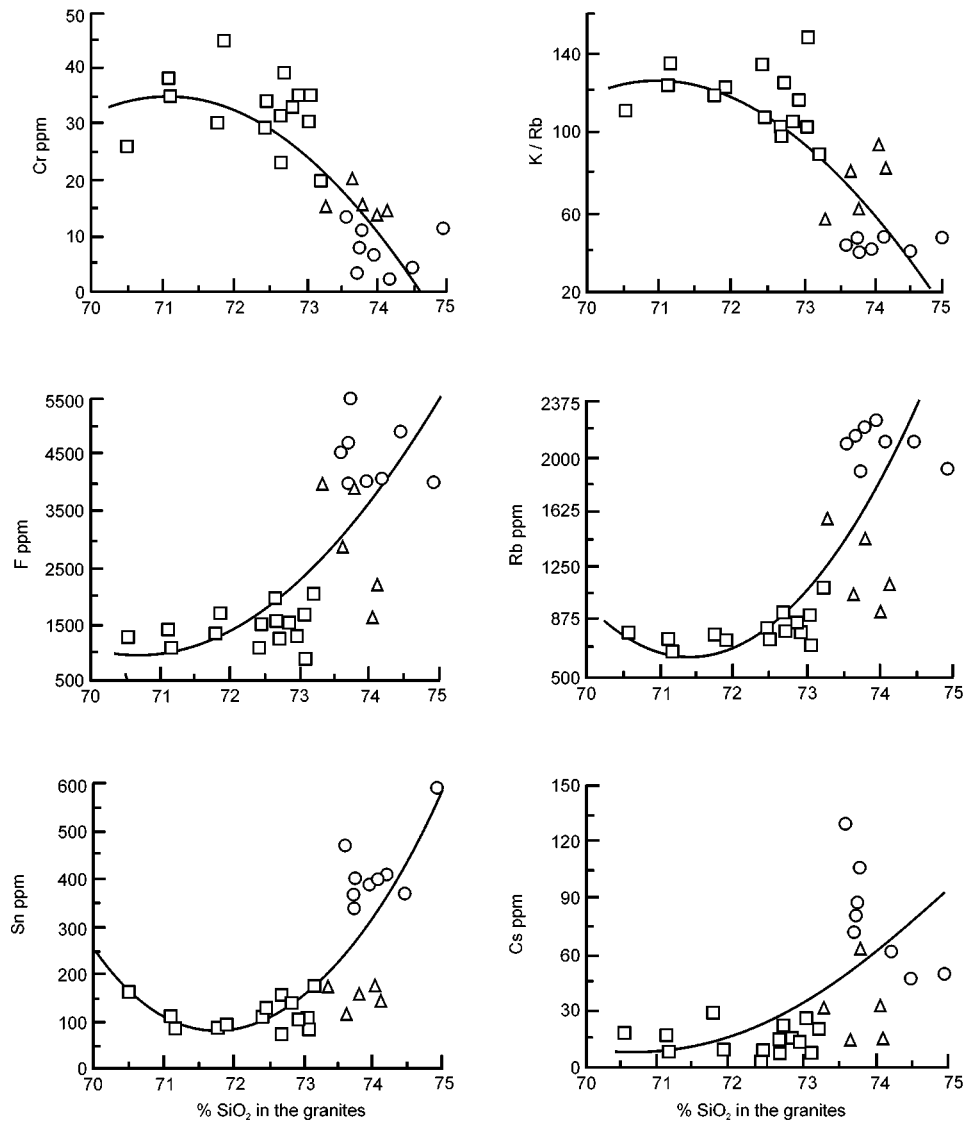 50
40
30
20
10
0
Cr ppm
70 71 72 73 74 75
140
100
60
20
K / Rb
70 71 72 73 74 75
5500
4500
3500
2500
1500
500
F ppm
70 71 72 73 74 75
2375
2000
1625
1250
875
500
Rb ppm
70 71 72 73 74 75
600
500
400
300
200
100
0
Sn ppm
70 71 72 73 74 75
% SiO₂ in the granites
150
120
90
60
30
0
Cs ppm
70 71 72 73 74 75
% SiO₂ in the granites